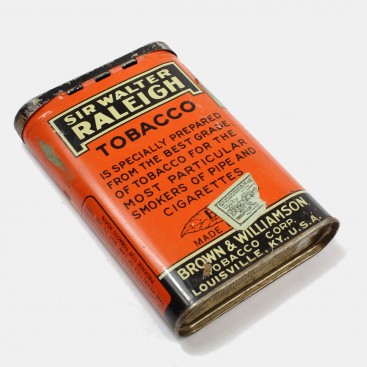 SIR WALTER
RALEIGH
TOBACCO
IS SPECIALLY PREPARED
FROM THE BEST GRADE
OF TOBACCO FOR THE
MOST PARTICULAR
SMOKERS OF PIPE AND
CIGARETTES
MADE
BROWN & WILLIAMSON
TOBACCO CORP.
LOUISVILLE, KY., U.S.A.